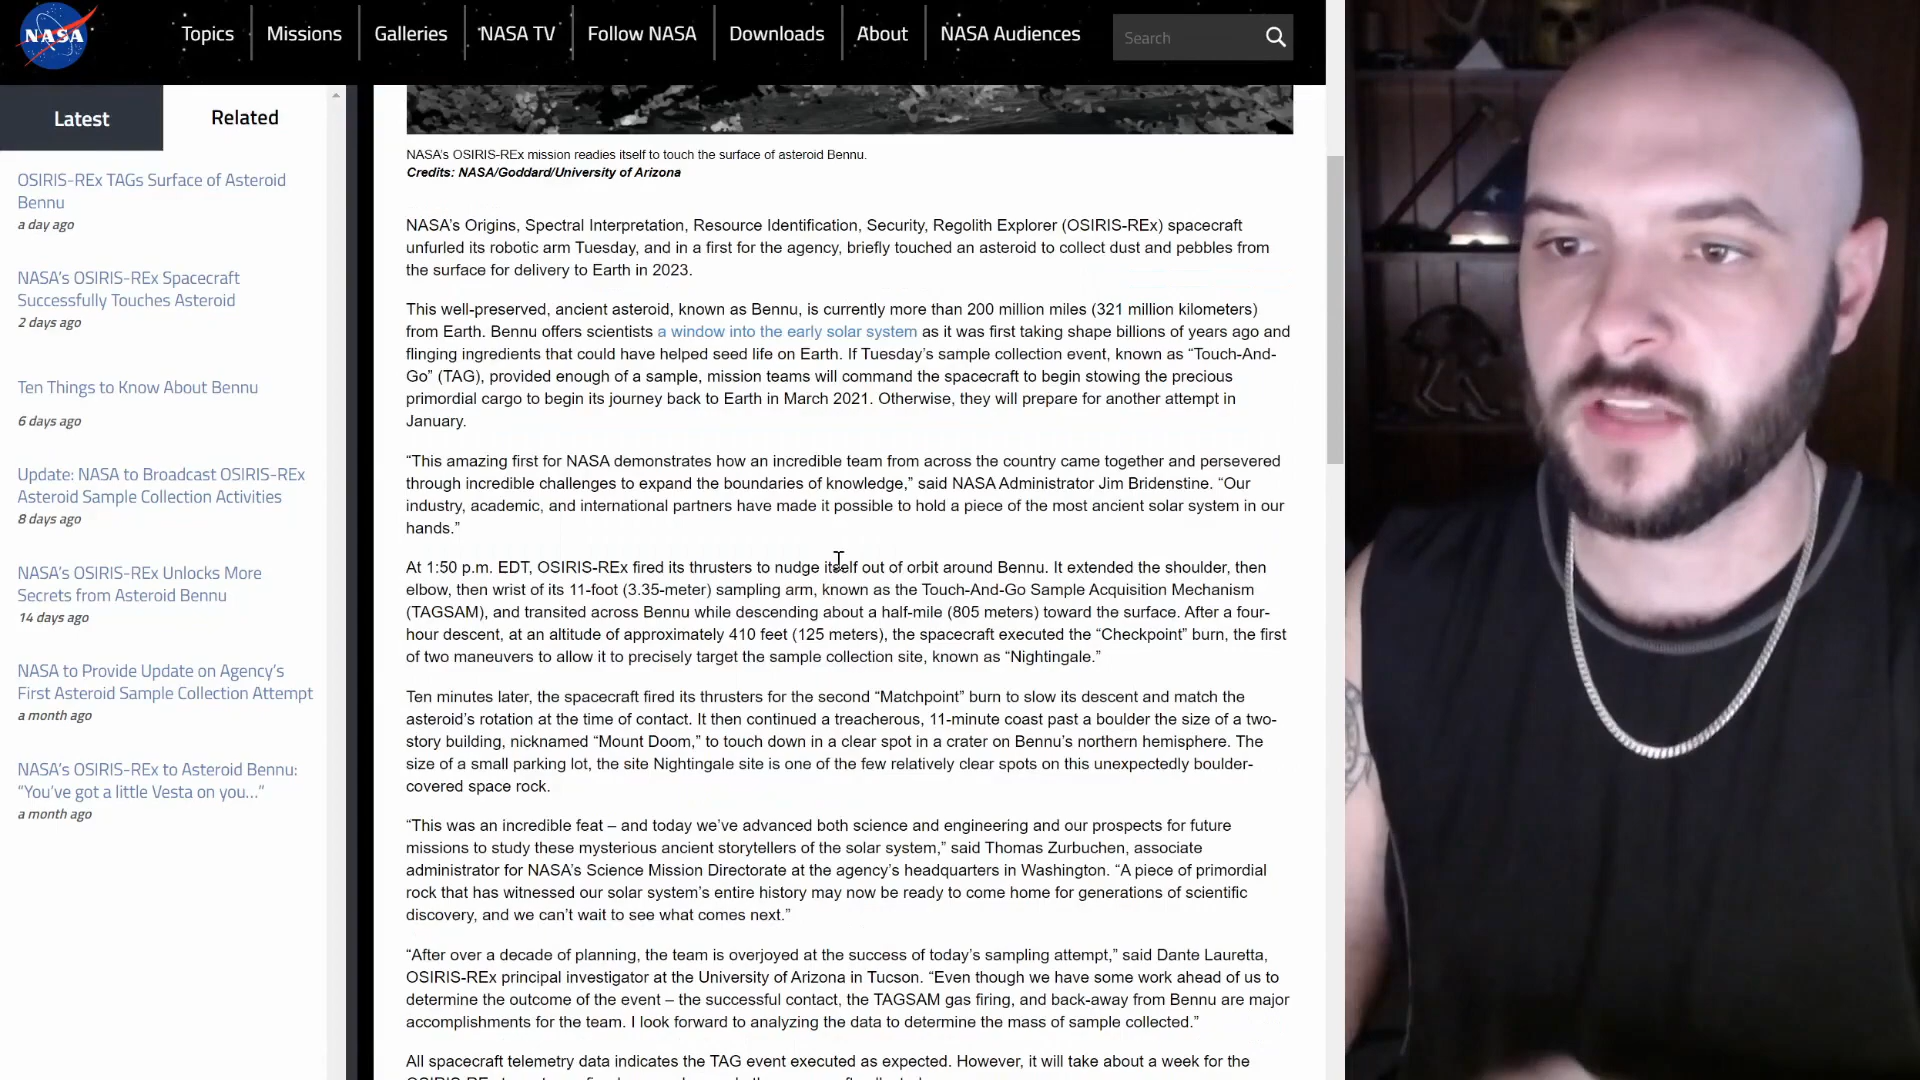 NASA
Topics
Missions
Galleries
NASA TV
Follow NASA
Downloads
About
NASA Audiences
Search
Latest
Related
OSIRIS-REx TAGs Surface of Asteroid
Bennu
a day ago
NASA's OSIRIS-REx Spacecraft
Successfully Touches Asteroid
2 days ago
Ten Things to Know About Bennu
6 days ago
Update: NASA to Broadcast OSIRIS-REx
Asteroid Sample Collection Activities
8 days ago
NASA's OSIRIS-REx Unlocks More
Secrets from Asteroid Bennu
14 days ago
NASA to Provide Update on Agency's
First Asteroid Sample Collection Attempt
a month ago
NASA's OSIRIS-REx to Asteroid Bennu:
“You've got a little Vesta on you…”
a month ago
NASA's OSIRIS-REx mission readies itself to touch the surface of asteroid Bennu.
Credits: NASA/Goddard/University of Arizona
NASA's Origins, Spectral Interpretation, Resource Identification, Security, Regolith Explorer (OSIRIS-REx) spacecraft
unfurled its robotic arm Tuesday, and in a first for the agency, briefly touched an asteroid to collect dust and pebbles from
the surface for delivery to Earth in 2023.
This well-preserved, ancient asteroid, known as Bennu, is currently more than 200 million miles (321 million kilometers)
from Earth. Bennu offers scientists a window into the early solar system as it was first taking shape billions of years ago and
flinging ingredients that could have helped seed life on Earth. If Tuesday's sample collection event, known as “Touch-And-
Go” (TAG), provided enough of a sample, mission teams will command the spacecraft to begin stowing the precious
primordial cargo to begin its journey back to Earth in March 2021. Otherwise, they will prepare for another attempt in
January.
“This amazing first for NASA demonstrates how an incredible team from across the country came together and persevered
through incredible challenges to expand the boundaries of knowledge,” said NASA Administrator Jim Bridenstine. “Our
industry, academic, and international partners have made it possible to hold a piece of the most ancient solar system in our
hands.”
At 1:50 p.m. EDT, OSIRIS-REx fired its thrusters to nudge itself out of orbit around Bennu. It extended the shoulder, then
elbow, then wrist of its 11-foot (3.35-meter) sampling arm, known as the Touch-And-Go Sample Acquisition Mechanism
(TAGSAM), and transited across Bennu while descending about a half-mile (805 meters) toward the surface. After a four-
hour descent, at an altitude of approximately 410 feet (125 meters), the spacecraft executed the “Checkpoint” burn, the first
of two maneuvers to allow it to precisely target the sample collection site, known as “Nightingale.”
Ten minutes later, the spacecraft fired its thrusters for the second “Matchpoint” burn to slow its descent and match the
asteroid's rotation at the time of contact. It then continued a treacherous, 11-minute coast past a boulder the size of a two-
story building, nicknamed “Mount Doom,” to touch down in a clear spot in a crater on Bennu's northern hemisphere. The
size of a small parking lot, the site Nightingale site is one of the few relatively clear spots on this unexpectedly boulder-
covered space rock.
“This was an incredible feat – and today we've advanced both science and engineering and our prospects for future
missions to study these mysterious ancient storytellers of the solar system,” said Thomas Zurbuchen, associate
administrator for NASA's Science Mission Directorate at the agency's headquarters in Washington. “A piece of primordial
rock that has witnessed our solar system's entire history may now be ready to come home for generations of scientific
discovery, and we can't wait to see what comes next.”
“After over a decade of planning, the team is overjoyed at the success of today's sampling attempt,” said Dante Lauretta,
OSIRIS-REx principal investigator at the University of Arizona in Tucson. “Even though we have some work ahead of us to
determine the outcome of the event – the successful contact, the TAGSAM gas firing, and back-away from Bennu are major
accomplishments for the team. I look forward to analyzing the data to determine the mass of sample collected.”
All spacecraft telemetry data indicates the TAG event executed as expected. However, it will take about a week for the